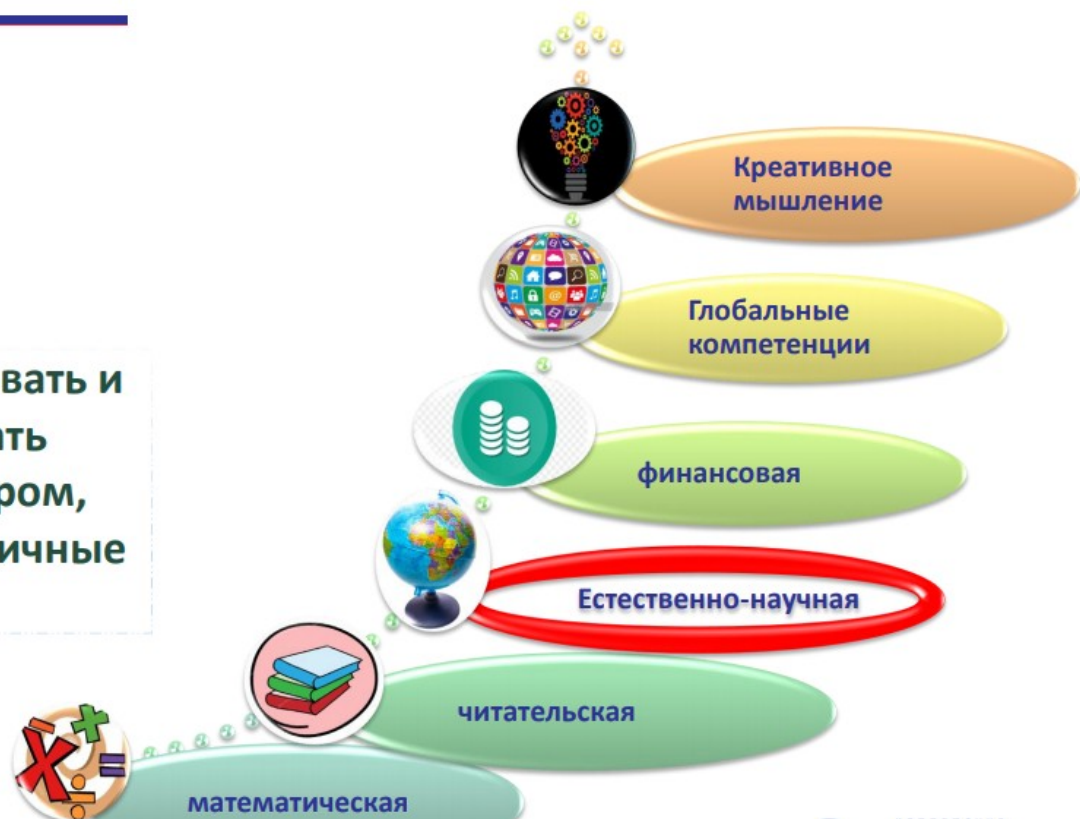 Креативное
мышление
Глобальные
компетенции
вать и
ать
ром,
ичные
финансовая
Естественно-научная
читательская
математическая